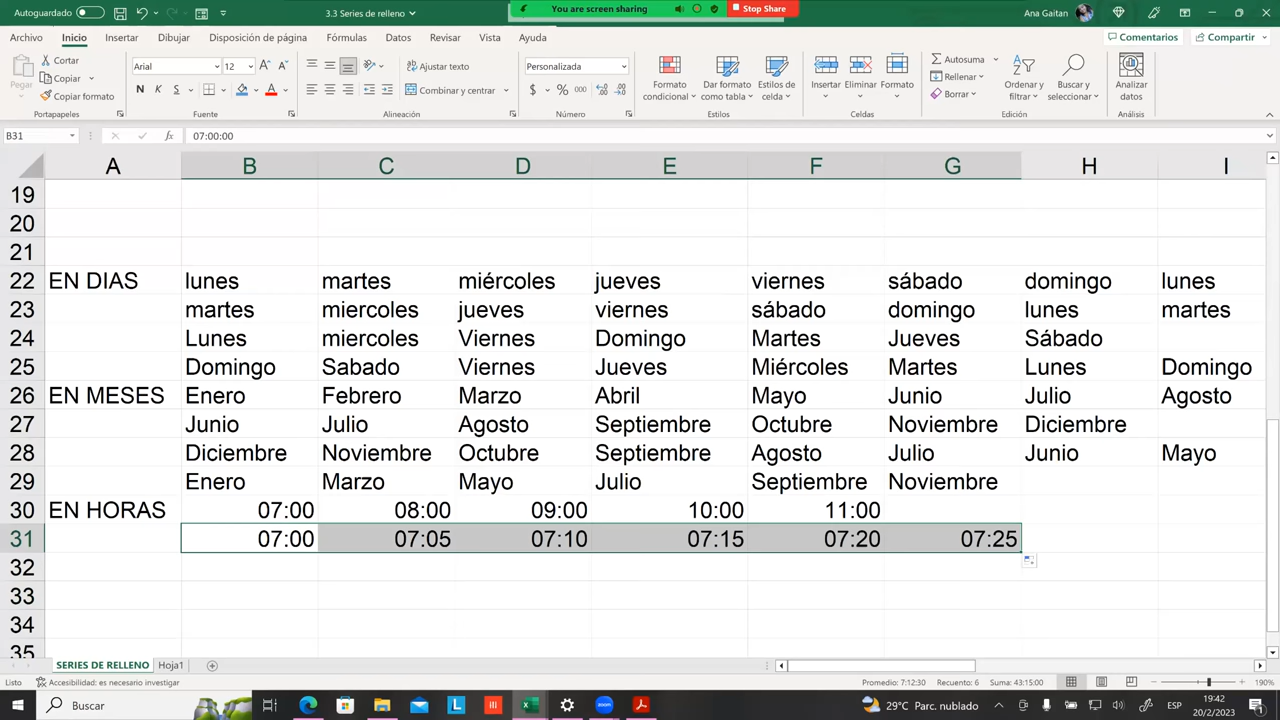 Autoguardado 3.3 Series de relleno You are screen sharing Stop Share Ana Gaitan
Archivo Inicio Insertar Dibujar Disposición de página Fórmulas Datos Revisar Vista Ayuda Comentarios Compartir
Pegar Cortar Copiar Copiar formato
Arial 12 N K S
Ajustar texto Combinar y centrar
Personalizada $ % 000
Formato condicional Dar formato como tabla Estilos de celda
Insertar Eliminar Formato
Autosuma Rellenar Borrar Ordenar y filtrar Buscar y seleccionar
Analizar datos
Portapapeles Fuente Alineación Número Estilos Celdas Edición Análisis
B31 fx 07:00:00
A B C D E F G H I
19
20
21
22 EN DIAS lunes martes miércoles jueves viernes sábado domingo lunes
23 martes miercoles jueves viernes sábado domingo lunes martes
24 Lunes miercoles Viernes Domingo Martes Jueves Sábado
25 Domingo Sabado Viernes Jueves Miércoles Martes Lunes Domingo
26 EN MESES Enero Febrero Marzo Abril Mayo Junio Julio Agosto
27 Junio Julio Agosto Septiembre Octubre Noviembre Diciembre
28 Diciembre Noviembre Octubre Septiembre Agosto Julio Junio Mayo
29 Enero Marzo Mayo Julio Septiembre Noviembre
30 EN HORAS 07:00 08:00 09:00 10:00 11:00
31 07:00 07:05 07:10 07:15 07:20 07:25
32
33
34
35
SERIES DE RELLENO Hoja1
Listo Accesibilidad: es necesario investigar Promedio: 7:12:30 Recuento: 6 Suma: 43:15:00 190%
Buscar L zoom 29°C Parc. nublado ESP 19:42
20/2/2023